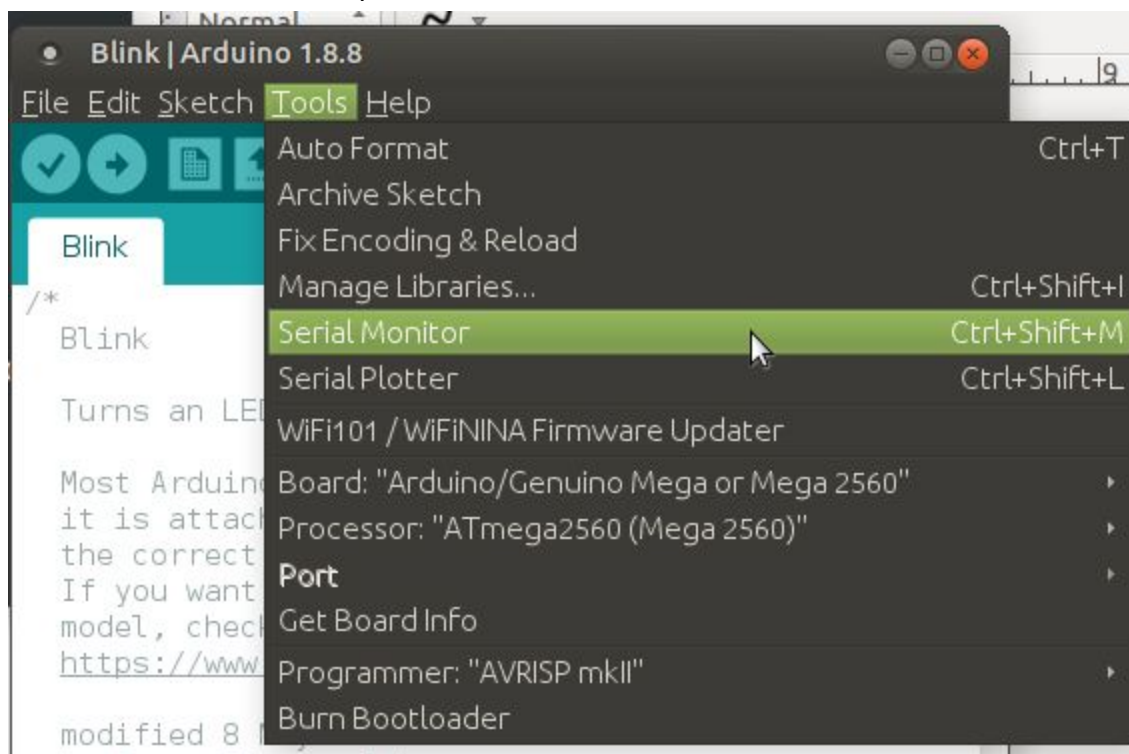 Normal
9
Blink | Arduino 1.8.8
File Edit Sketch Tools Help
Auto Format Ctrl+T
Archive Sketch
Fix Encoding & Reload
Manage Libraries... Ctrl+Shift+I
Serial Monitor Ctrl+Shift+M
Serial Plotter Ctrl+Shift+L
WiFi101 / WiFiNINA Firmware Updater
Board: "Arduino/Genuino Mega or Mega 2560"
Processor: "ATmega2560 (Mega 2560)"
Port
Get Board Info
Programmer: "AVRISP mkII"
Burn Bootloader
Blink
/*
Blink
Turns an LED
Most Arduino
it is attach
the correct
If you want
model, check
https://www.
modified 8